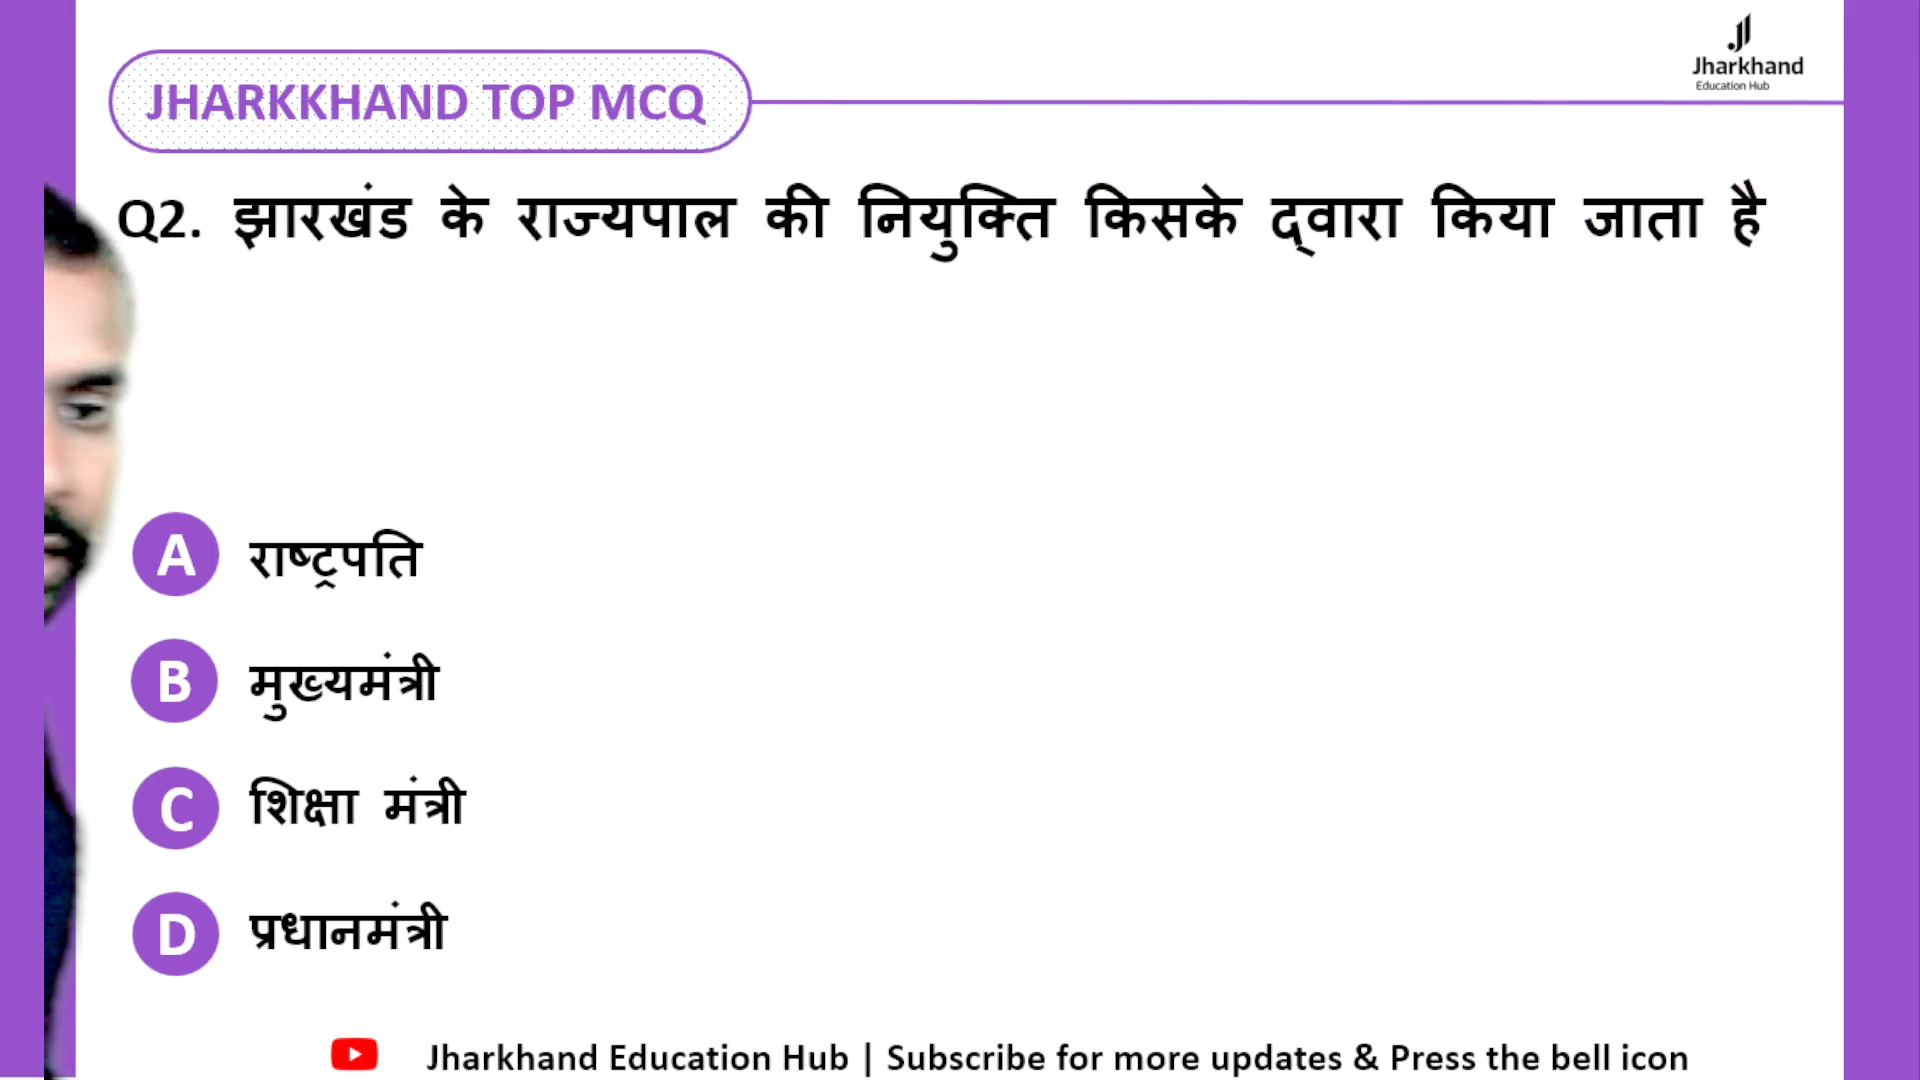 Jharkhand
Education Hub
JHARKKHAND TOP MCQ
Q2. झारखंड के राज्यपाल की नियुक्ति किसके द्वारा किया जाता है
A राष्ट्रपति
B मुख्यमंत्री
C शिक्षा मंत्री
D प्रधानमंत्री
Jharkhand Education Hub | Subscribe for more updates & Press the bell icon